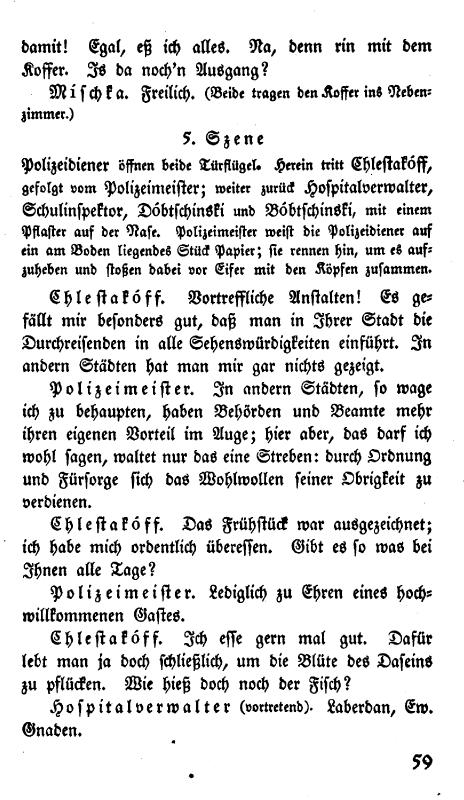 damit! Egal, eß ich alles. Na, denn rin mit dem
Koffer. Is da noch'n Ausgang?
Mischka. Freilich. (Beide tragen den Koffer ins Neben-
zimmer.)
5. Szene
Polizeidiener öffnen beide Türflügel. Herein tritt Chlestakóff,
gefolgt vom Polizeimeister; weiter zurück Hospitalverwalter,
Schulinspektor, Dóbtschinski und Bóbtschinski, mit einem
Pflaster auf der Nase. Polizeimeister weist die Polizeidiener auf
ein am Boden liegendes Stück Papier; sie rennen hin, um es auf-
zuheben und stoßen dabei vor Eifer mit den Köpfen zusammen.
Chlestakóff. Vortreffliche Anstalten! Es ge-
fällt mir besonders gut, daß man in Ihrer Stadt die
Durchreisenden in alle Sehenswürdigkeiten einführt. In
andern Städten hat man mir gar nichts gezeigt.
Polizeimeister. In andern Städten, so wage
ich zu behaupten, haben Behörden und Beamte mehr
ihren eigenen Vorteil im Auge; hier aber, das darf ich
wohl sagen, waltet nur das eine Streben: durch Ordnung
und Fürsorge sich das Wohlwollen seiner Obrigkeit zu
verdienen.
Chlestakóff. Das Frühstück war ausgezeichnet;
ich habe mich ordentlich überessen. Gibt es so was bei
Ihnen alle Tage?
Polizeimeister. Lediglich zu Ehren eines hoch-
willkommenen Gastes.
Chlestakóff. Ich esse gern mal gut. Dafür
lebt man ja doch schließlich, um die Blüte des Daseins
zu pflücken. Wie hieß doch noch der Fisch?
Hospitalverwalter (vortretend). Laberdan, Ew.
Gnaden.
59